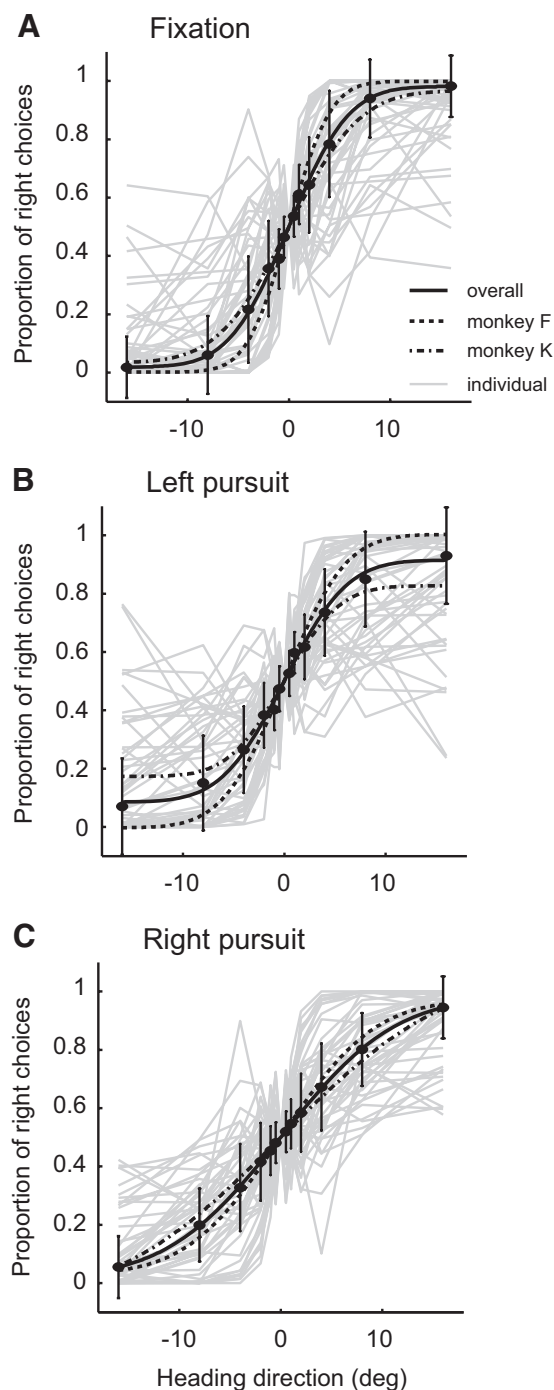 A Fixation
Proportion of right choices
1
0.8
0.6
0.4
0.2
0
-10 0 10
overall
monkey F
monkey K
individual
B Left pursuit
Proportion of right choices
1
0.8
0.6
0.4
0.2
0
-10 0 10
C Right pursuit
Proportion of right choices
1
0.8
0.6
0.4
0.2
0
-10 0 10
Heading direction (deg)